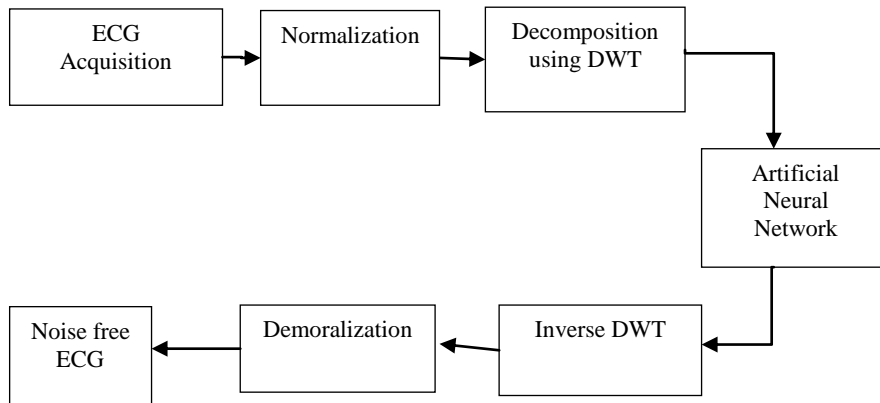 ECG
Acquisition
Normalization
Decomposition
using DWT
Artificial
Neural
Network
Inverse DWT
Demoralization
Noise free
ECG